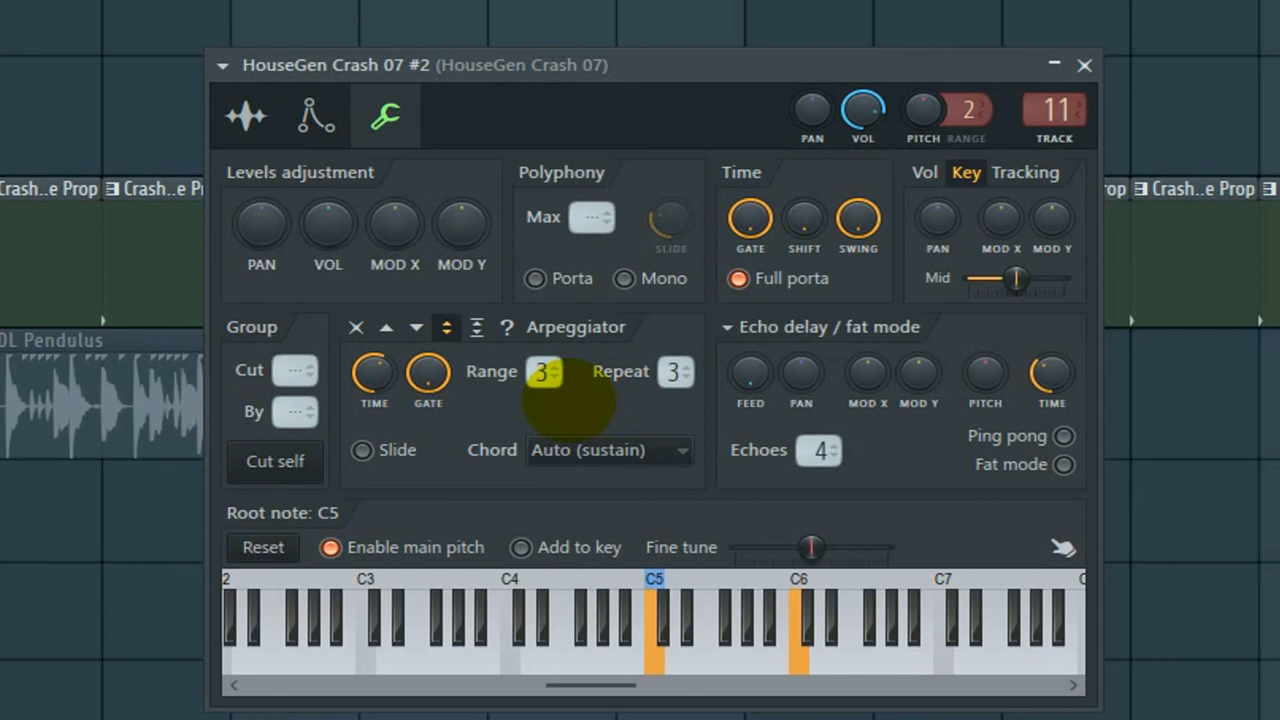 HouseGen Crash 07 #2 (HouseGen Crash 07)
PAN VOL PITCH 2 RANGE 11 TRACK
Levels adjustment
PAN VOL MOD X MOD Y
Polyphony
Max ---
SLIDE
Porta Mono
Time
GATE SHIFT SWING
Full porta
Vol Key Tracking
PAN MOD X MOD Y
Mid
Crash..e Prop
Crash..e Pr
rop
Crash..e Prop
DL Pendulus
Group
Cut ---
By ---
Cut self
? Arpeggiator
TIME GATE Range 3 Repeat 3
Slide Chord Auto (sustain)
Echo delay / fat mode
FEED PAN MOD X MOD Y PITCH TIME
Echoes 4
Ping pong
Fat mode
Root note: C5
Reset Enable main pitch Add to key Fine tune
2 C3 C4 C5 C6 C7